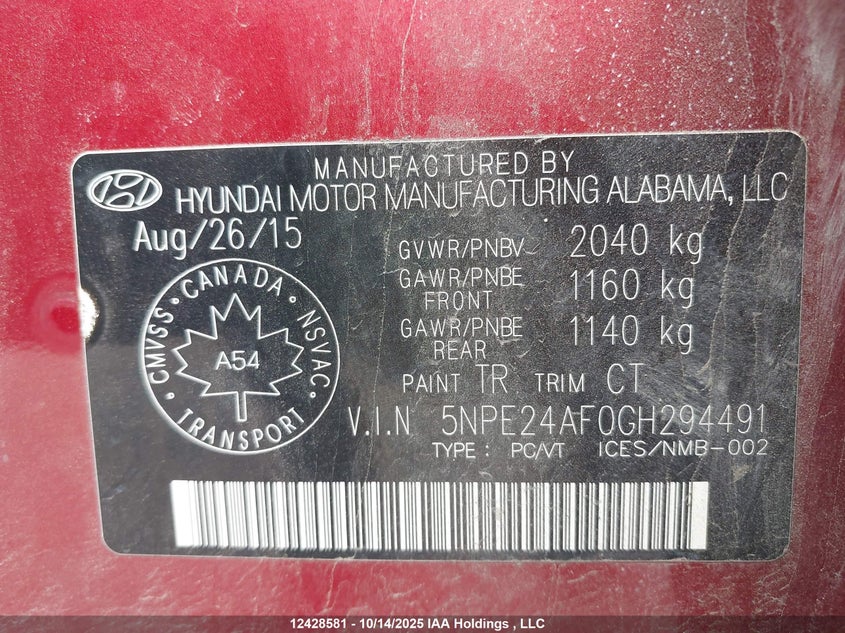 MANUFACTURED BY
HYUNDAI MOTOR MANUFACTURING ALABAMA, LLC
Aug/26/15
GVWR/PNBV 2040 kg
GAWR/PNBE FRONT 1160 kg
GAWR/PNBE REAR 1140 kg
PAINT TR TRIM CT
V.I.N 5NPE24AF0GH294491
TYPE : PC/VT ICES/NMB-002
CMVSS • CANADA • NSVAC • TRANSPORT •
A54
12428581 - 10/14/2025 IAA Holdings , LLC